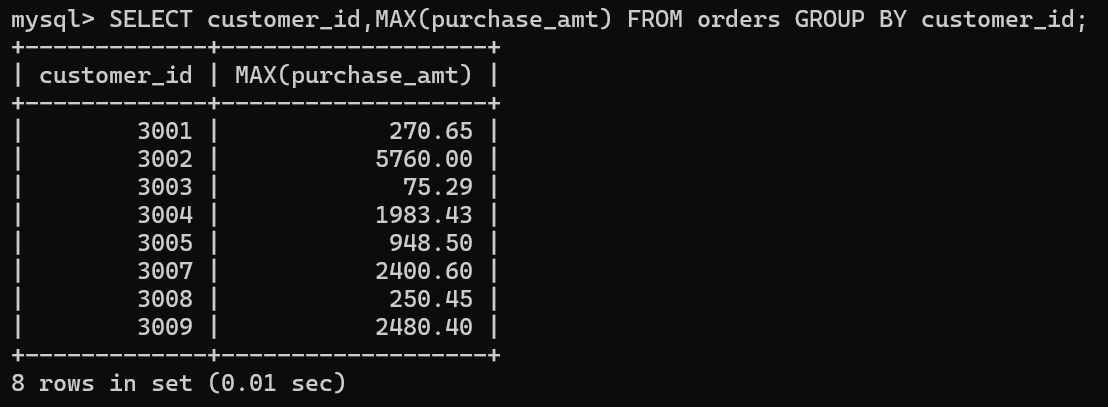 mysql> SELECT customer_id,MAX(purchase_amt) FROM orders GROUP BY customer_id;
+-------------+-------------------+
| customer_id | MAX(purchase_amt) |
+-------------+-------------------+
|        3001 |            270.65 |
|        3002 |           5760.00 |
|        3003 |             75.29 |
|        3004 |           1983.43 |
|        3005 |            948.50 |
|        3007 |           2400.60 |
|        3008 |            250.45 |
|        3009 |           2480.40 |
+-------------+-------------------+
8 rows in set (0.01 sec)